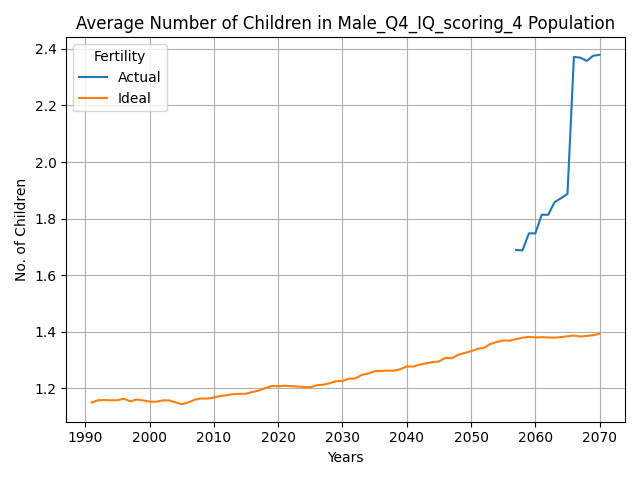 Average Number of Children in Male_Q4_IQ_scoring_4 Population
Fertility
Actual
Ideal
No. of Children
2.4
2.2
2.0
1.8
1.6
1.4
1.2
1990 2000 2010 2020 2030 2040 2050 2060 2070
Years